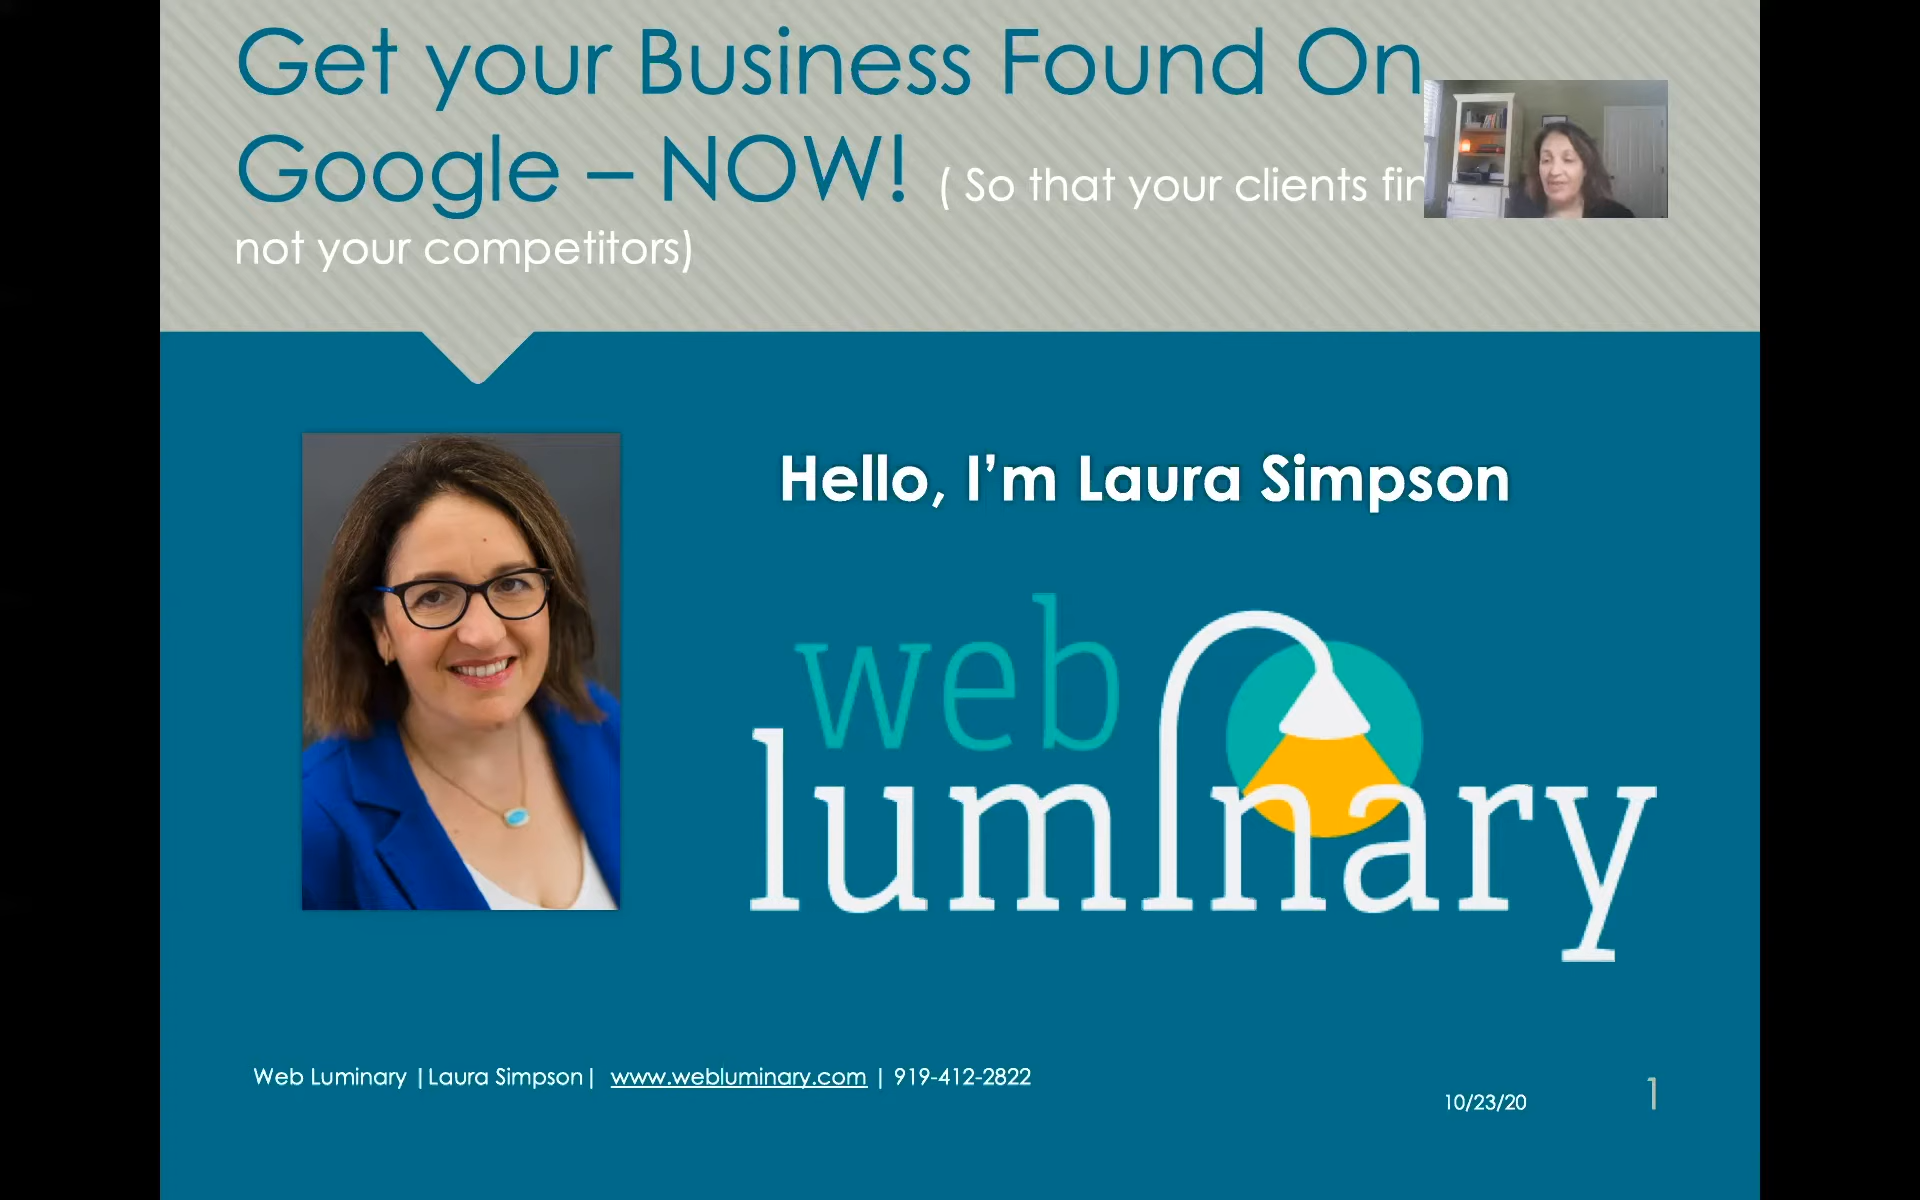 Get your Business Found On
Google – NOW! ( So that your clients
not your competitors)
Hello, I’m Laura Simpson
web
luminary
Web Luminary |Laura Simpson| www.webluminary.com | 919-412-2822
10/23/20
1